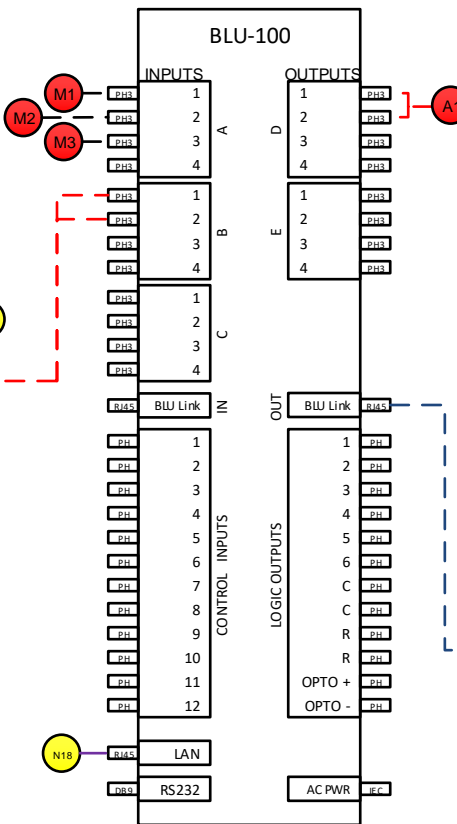 BLU-100
INPUTS OUTPUTS
M1 PH3 1 1 PH3
M2 PH3 2 2 PH3 A1
M3 PH3 3 A D 3 PH3
PH3 4 4 PH3
PH3 1 1 PH3
PH3 2 2 PH3
PH3 3 B E 3 PH3
PH3 4 4 PH3
PH3 1
PH3 2
PH3 3 C
PH3 4
RJ45 BLU Link IN OUT BLU Link RJ45
CONTROL INPUTS LOGIC OUTPUTS
PH 1 1 PH
PH 2 2 PH
PH 3 3 PH
PH 4 4 PH
PH 5 5 PH
PH 6 6 PH
PH 7 C PH
PH 8 C PH
PH 9 R PH
PH 10 R PH
PH 11 OPTO + PH
PH 12 OPTO - PH
N18 RJ45 LAN
DB9 RS232 AC PWR IEC